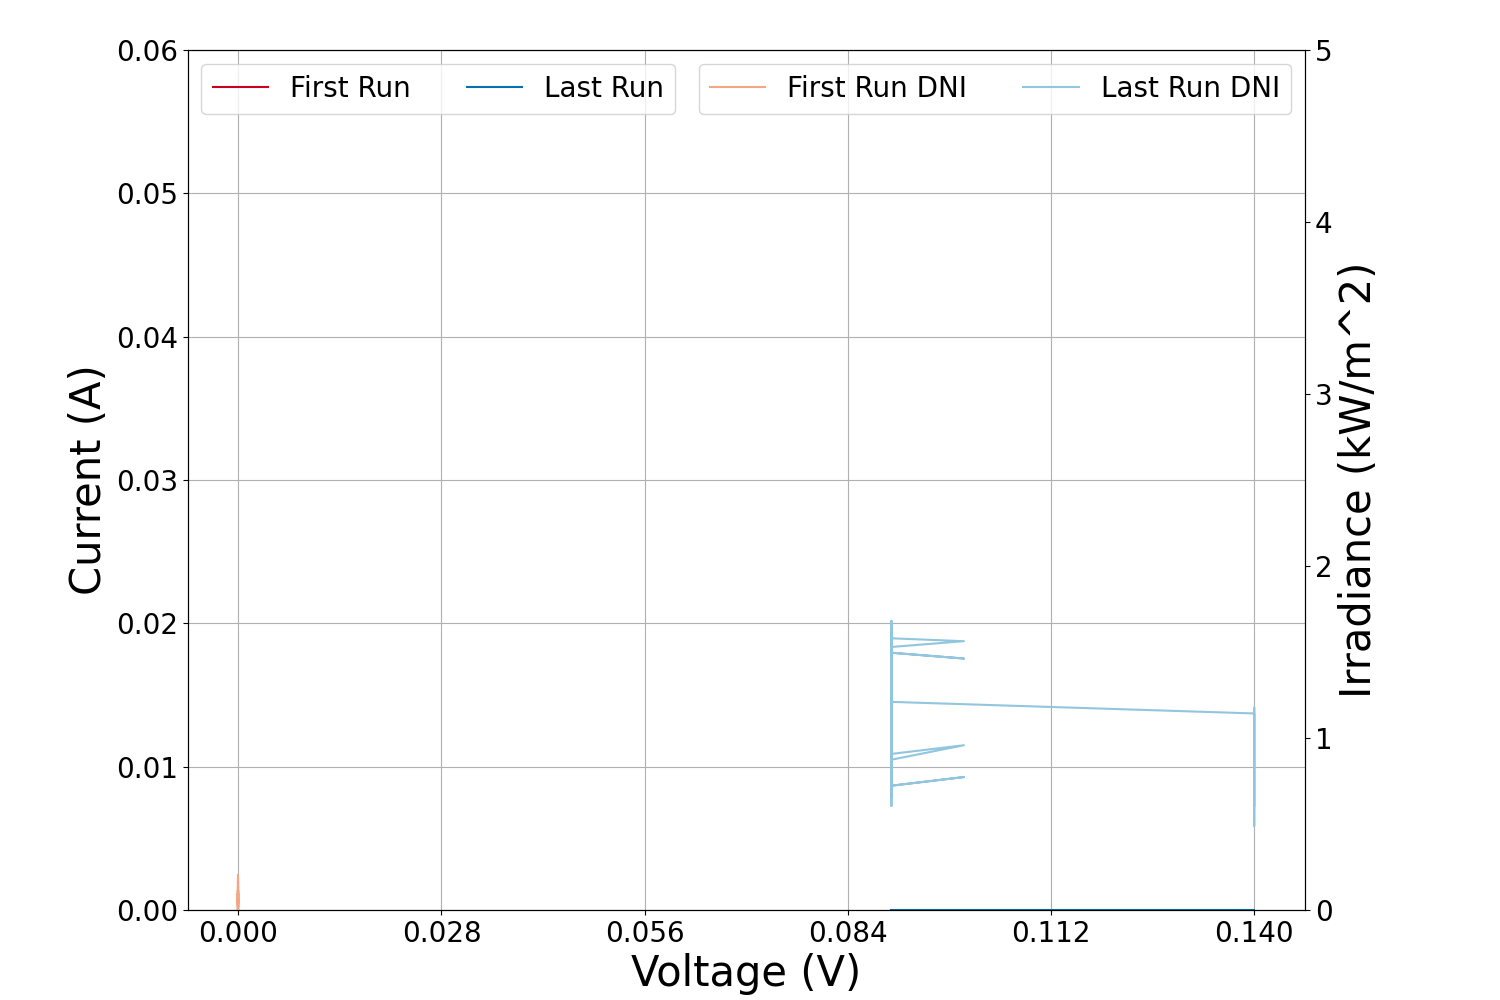 First Run
Last Run
First Run DNI
Last Run DNI
0.06
0.05
0.04
0.03
0.02
0.01
0.00
Current (A)
0.000
0.028
0.056
0.084
0.112
0.140
Voltage (V)
5
4
3
2
1
0
Irradiance (kW/m^2)